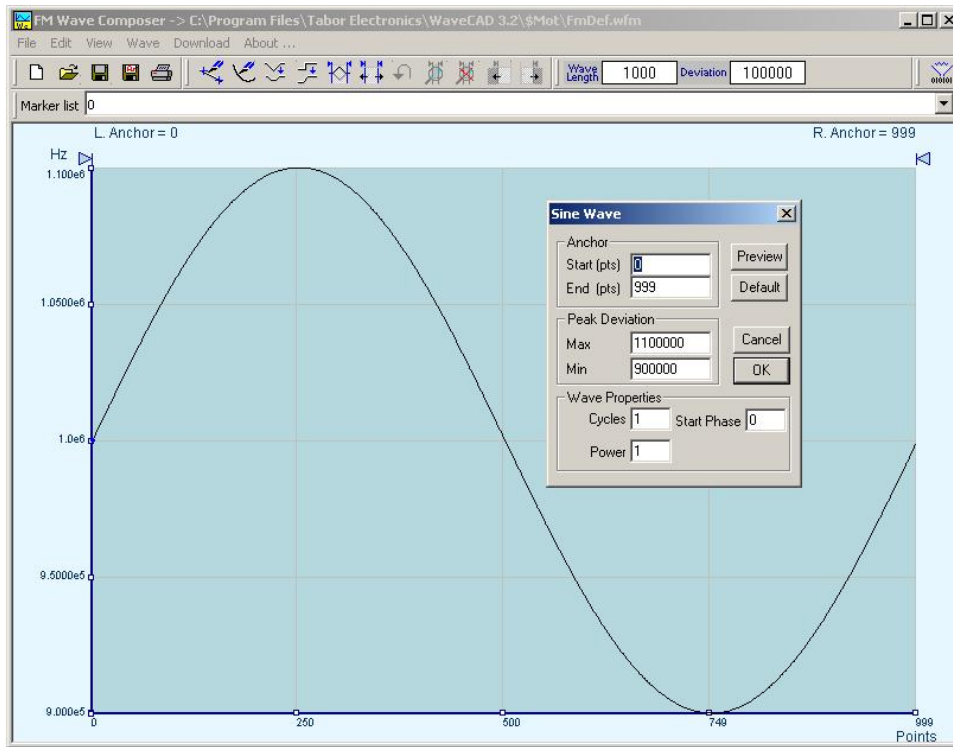 FM Wave Composer -> C:\Program Files\Tabor Electronics\WaveCAD 3.2\$Mot\FmDef.wfm
File Edit View Wave Download About ...
Wave Length 1000 Deviation 100000
010101
Marker list 0
L. Anchor = 0 R. Anchor = 999
Hz
1.100e6
1.0500e6
1.0e6
9.5000e5
9.000e5
0 250 500 749 999
Points
Sine Wave
Anchor
Start (pts) 0
End (pts) 999
Preview
Default
Peak Deviation
Max 1100000
Min 900000
Cancel
OK
Wave Properties
Cycles 1 Start Phase 0
Power 1